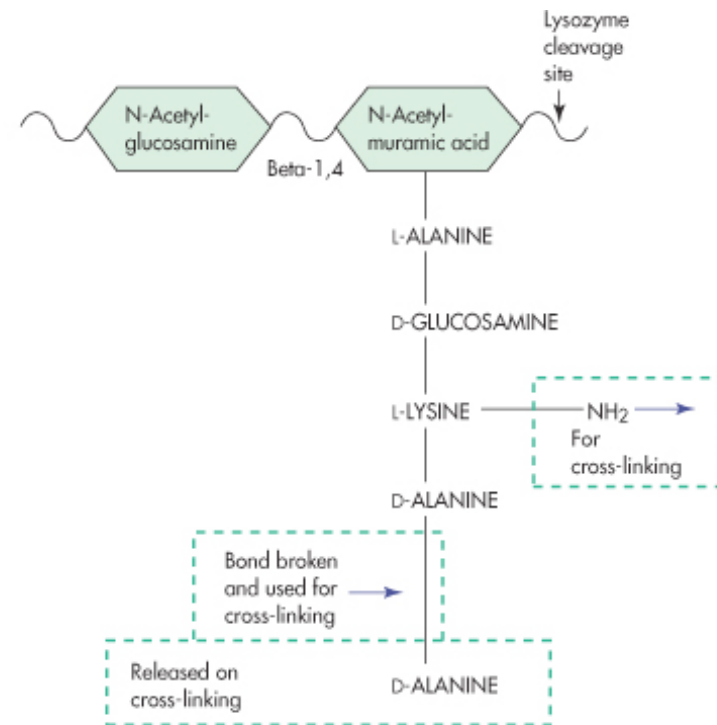 Lysozyme
cleavage
site
N-Acetyl-
glucosamine
N-Acetyl-
muramic acid
Beta-1,4
L-ALANINE
D-GLUCOSAMINE
L-LYSINE
NH2
For
cross-linking
D-ALANINE
Bond broken
and used for
cross-linking
Released on
cross-linking
D-ALANINE